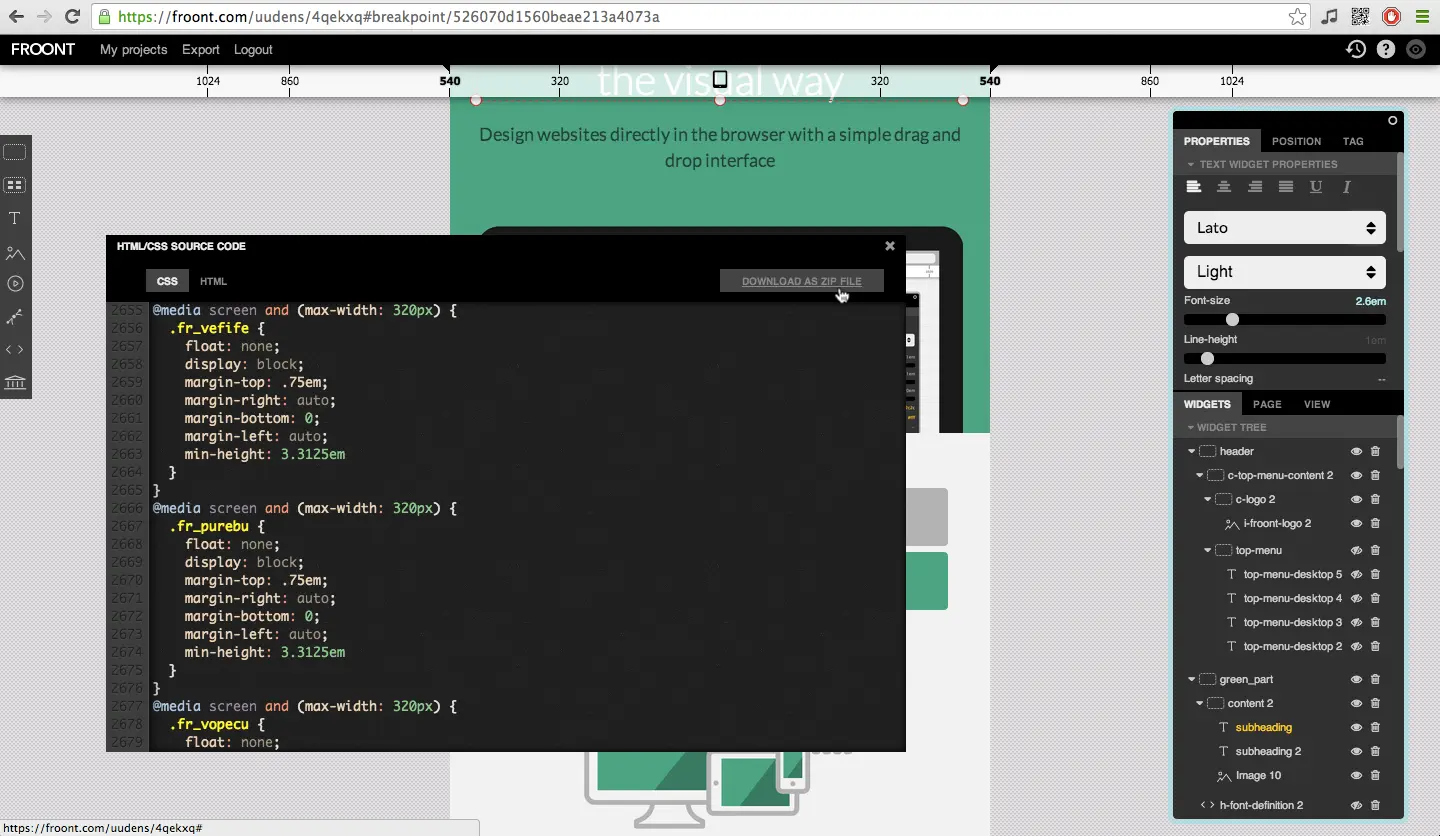 https://froont.com/uudens/4qekxq#breakpoint/526070d1560beae213a4073a
FROONT My projects Export Logout
1024 860 540 320 320 540 860 1024
the visual way
Design websites directly in the browser with a simple drag and
drop interface
HTML/CSS SOURCE CODE
CSS HTML DOWNLOAD AS ZIP FILE
2655 @media screen and (max-width: 320px) {
2656 .fr_vefife {
2657 float: none;
2658 display: block;
2659 margin-top: .75em;
2660 margin-right: auto;
2661 margin-bottom: 0;
2662 margin-left: auto;
2663 min-height: 3.3125em
2664 }
2665 }
2666 @media screen and (max-width: 320px) {
2667 .fr_purebu {
2668 float: none;
2669 display: block;
2670 margin-top: .75em;
2671 margin-right: auto;
2672 margin-bottom: 0;
2673 margin-left: auto;
2674 min-height: 3.3125em
2675 }
2676 }
2677 @media screen and (max-width: 320px) {
2678 .fr_vopecu {
2679 float: none;
PROPERTIES POSITION TAG
TEXT WIDGET PROPERTIES
U I
Lato
Light
Font-size 2.6em
Line-height 1em
Letter spacing --
WIDGETS PAGE VIEW
WIDGET TREE
header
c-top-menu-content 2
c-logo 2
i-froont-logo 2
top-menu
T top-menu-desktop 5
T top-menu-desktop 4
T top-menu-desktop 3
T top-menu-desktop 2
green_part
content 2
T subheading
T subheading 2
Image 10
h-font-definition 2
https://froont.com/uudens/4qekxq#